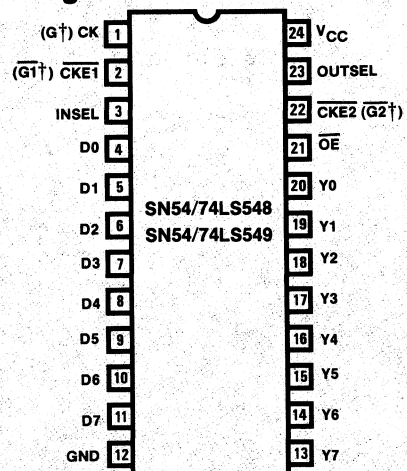 (G†) CK 1 24 VCC
(G1†) CKE1 2 23 OUTSEL
INSEL 3 22 CKE2 (G2†)
D0 4 21 OE
D1 5 20 Y0
SN54/74LS548
D2 6 19 Y1
SN54/74LS549
D3 7 18 Y2
D4 8 17 Y3
D5 9 16 Y4
D6 10 15 Y5
D7 11 14 Y6
GND 12 13 Y7